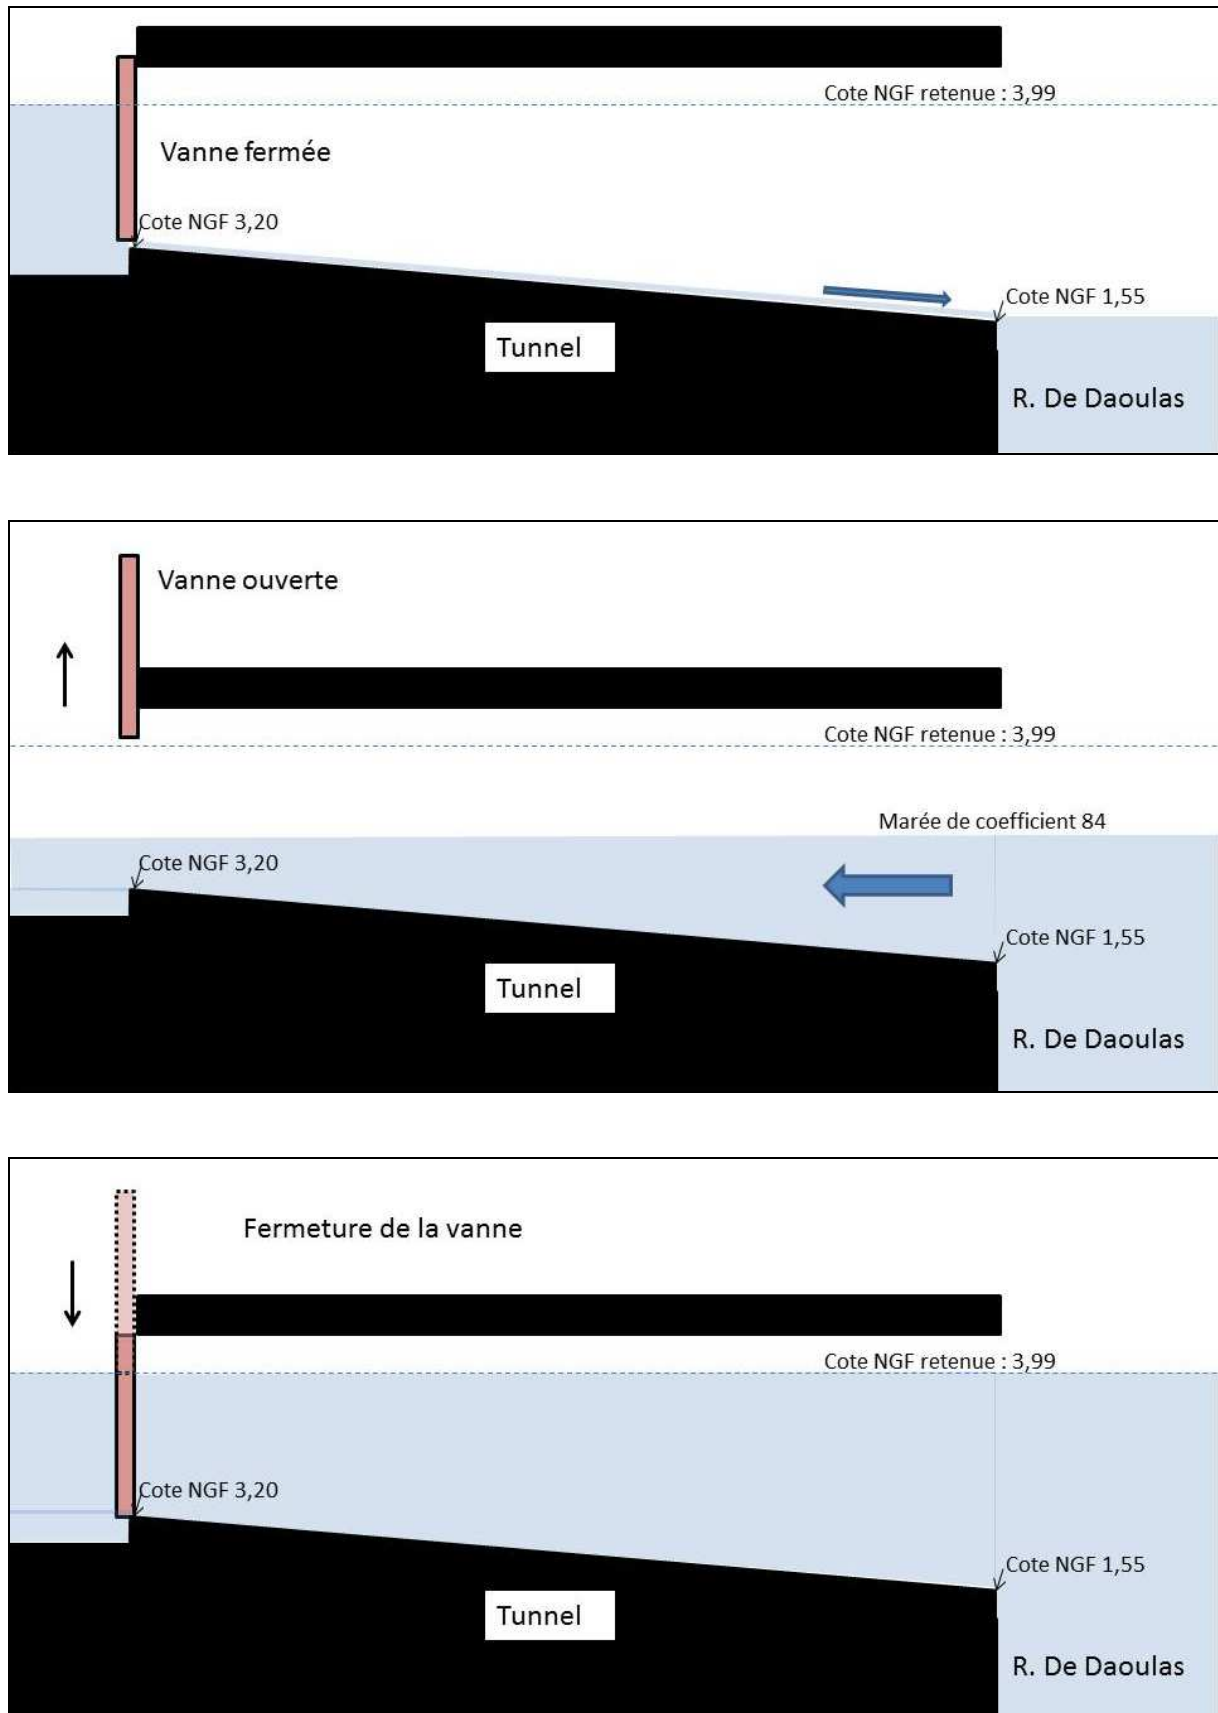 Cote NGF retenue : 3,99
Vanne fermée
Cote NGF 3,20
Cote NGF 1,55
Tunnel
R. De Daoulas
Vanne ouverte
Cote NGF retenue : 3,99
Marée de coefficient 84
Cote NGF 3,20
Cote NGF 1,55
Tunnel
R. De Daoulas
Fermeture de la vanne
Cote NGF retenue : 3,99
Cote NGF 3,20
Cote NGF 1,55
Tunnel
R. De Daoulas